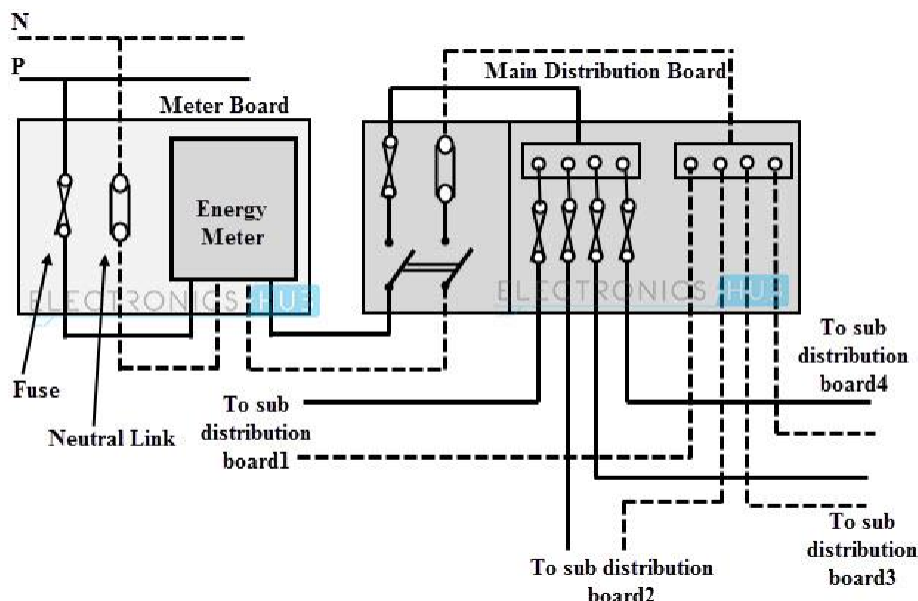 N
P
Meter Board
Main Distribution Board
Energy
Meter
ELECTRONICS HUB
ELECTRONICS HUB
Fuse
Neutral Link
To sub
distribution
board1
To sub
distribution
board4
To sub distribution
board2
To sub
distribution
board3